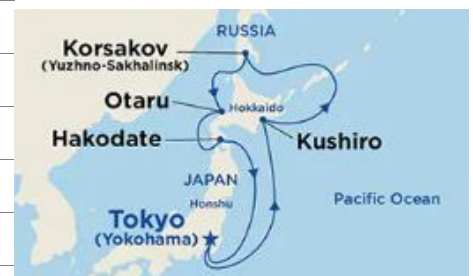 RUSSIA
Korsakov
(Yuzhno-Sakhalinsk)
Otaru
Hokkaido
Hakodate
Kushiro
JAPAN
Honshu
Pacific Ocean
Tokyo
(Yokohama)